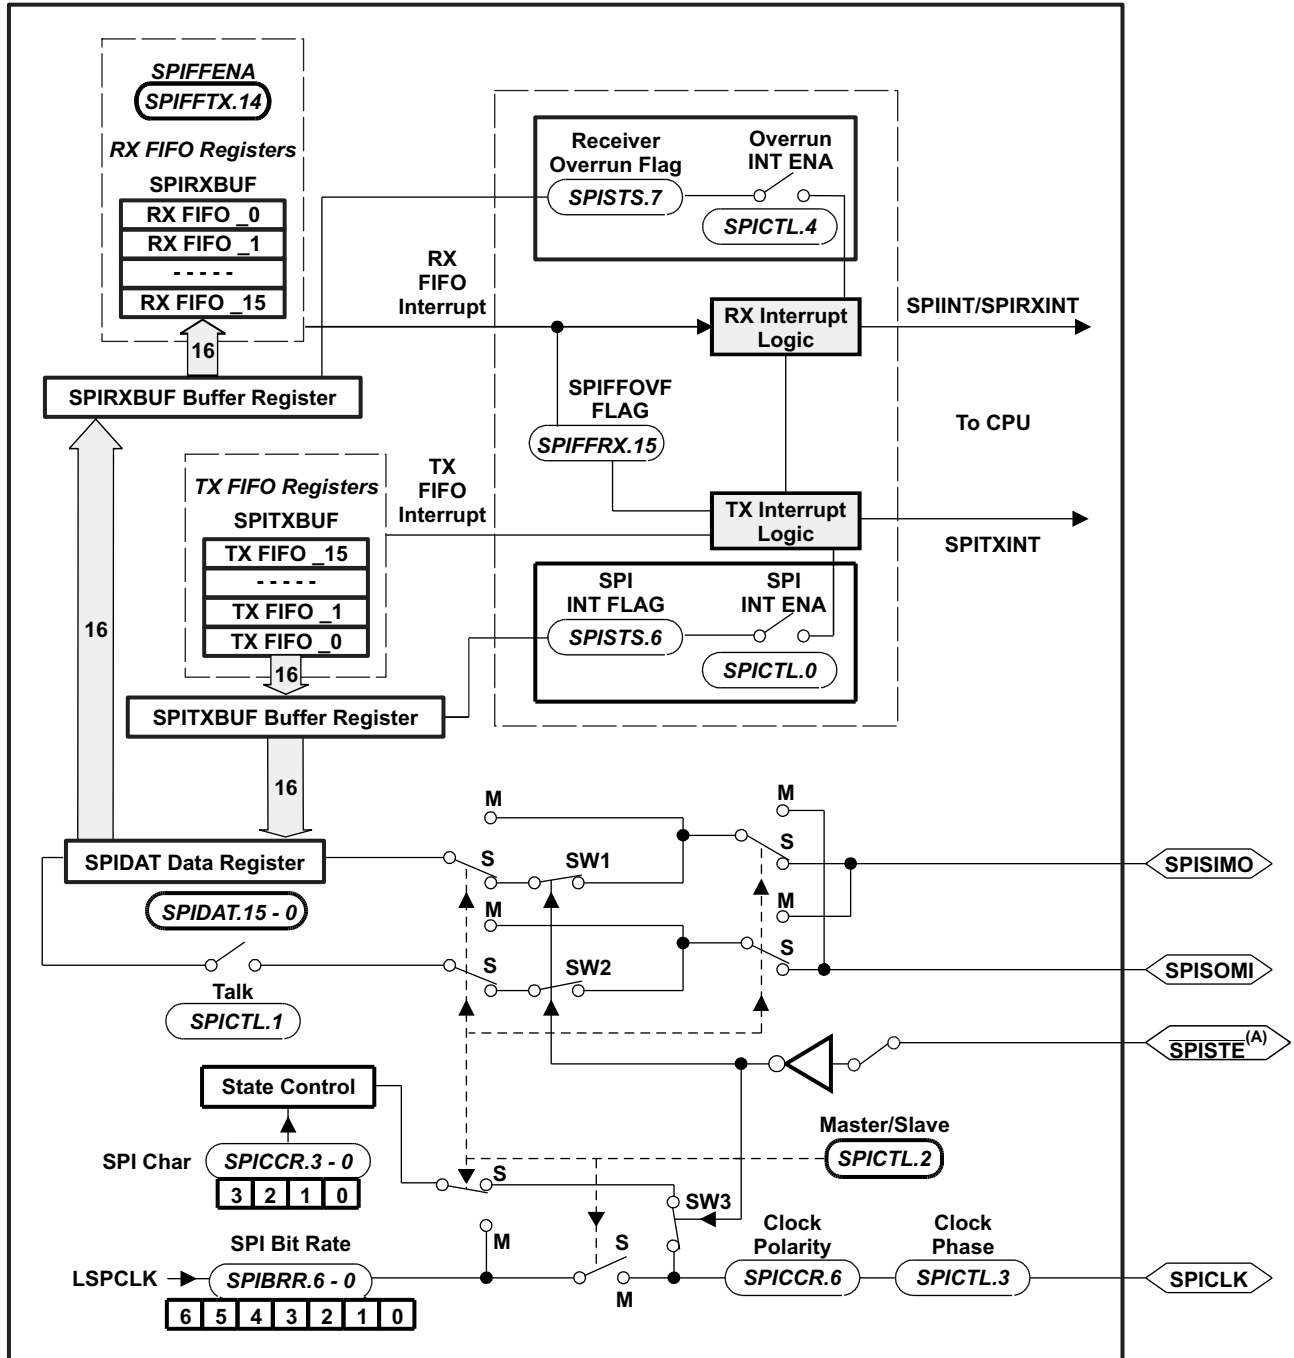 SPIFFENA
SPIFFTX.14
RX FIFO Registers
SPIRXBUF
RX FIFO _0
RX FIFO _1
- - - - -
RX FIFO _15
16
SPIRXBUF Buffer Register
Receiver
Overrun Flag
SPISTS.7
Overrun
INT ENA
SPICTL.4
RX
FIFO
Interrupt
RX Interrupt
Logic
SPIINT/SPIRXINT
SPIFFOVF
FLAG
SPIFFRX.15
To CPU
TX FIFO Registers
SPITXBUF
TX FIFO _15
- - - - -
TX FIFO _1
TX FIFO _0
16
16
SPITXBUF Buffer Register
TX
FIFO
Interrupt
TX Interrupt
Logic
SPITXINT
SPI
INT FLAG
SPISTS.6
SPI
INT ENA
SPICTL.0
16
SPIDAT Data Register
SPIDAT.15 - 0
M
S
SW1
M
S
SW2
M
S
M
S
SPISIMO
SPISOMI
Talk
SPICTL.1
SPISTE(A)
State Control
Master/Slave
SPICTL.2
SPI Char
SPICCR.3 - 0
3 2 1 0
S
M
SW3
SPI Bit Rate
LSPCLK
SPIBRR.6 - 0
6 5 4 3 2 1 0
S
M
Clock
Polarity
SPICCR.6
Clock
Phase
SPICTL.3
SPICLK